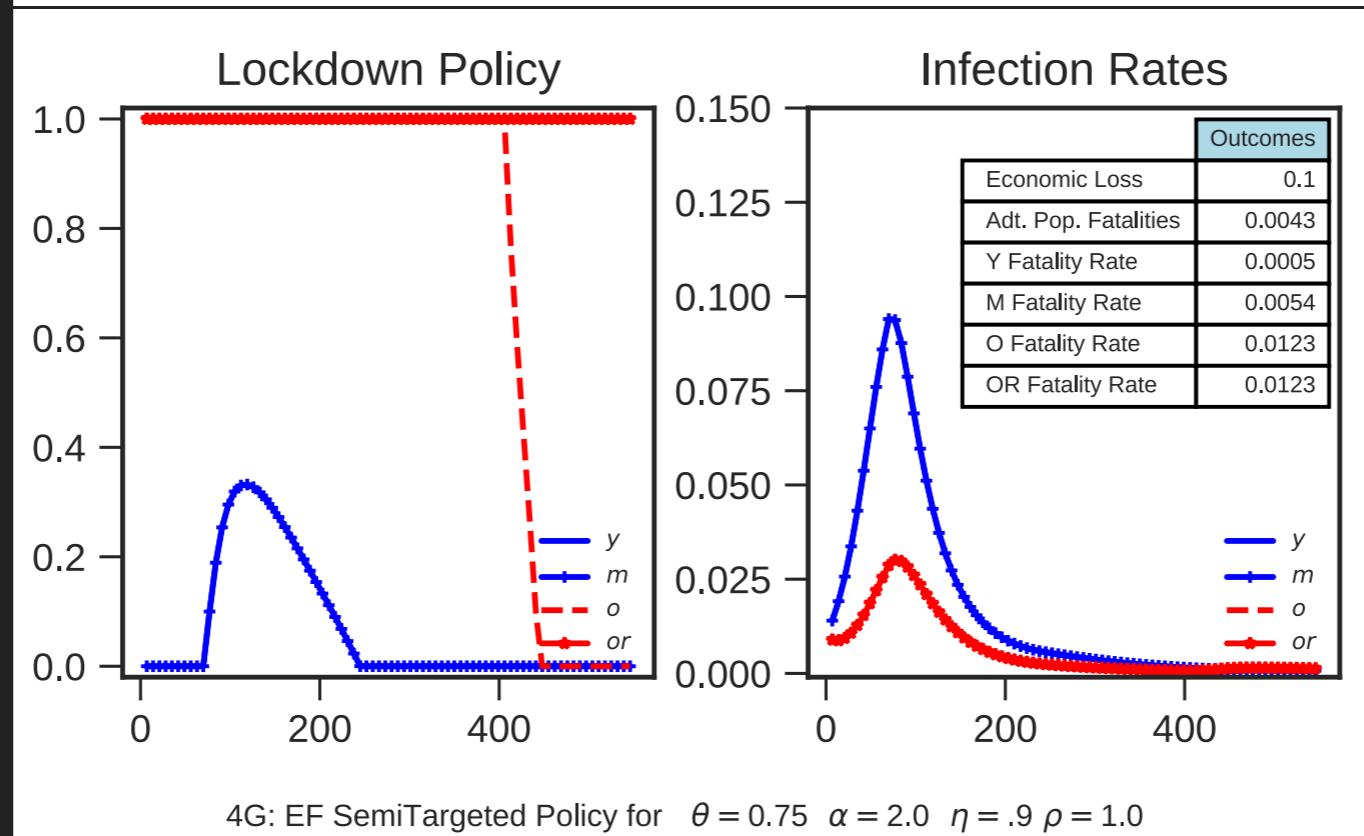 Lockdown Policy
1.0
0.8
0.6
0.4
0.2
0.0
0
200
400
y
m
o
or
Infection Rates
0.150
0.125
0.100
0.075
0.050
0.025
0.000
0
200
400
Outcomes
Economic Loss 0.1
Adt. Pop. Fatalities 0.0043
Y Fatality Rate 0.0005
M Fatality Rate 0.0054
O Fatality Rate 0.0123
OR Fatality Rate 0.0123
y
m
o
or
4G: EF SemiTargeted Policy for θ = 0.75 α = 2.0 η = .9 ρ = 1.0